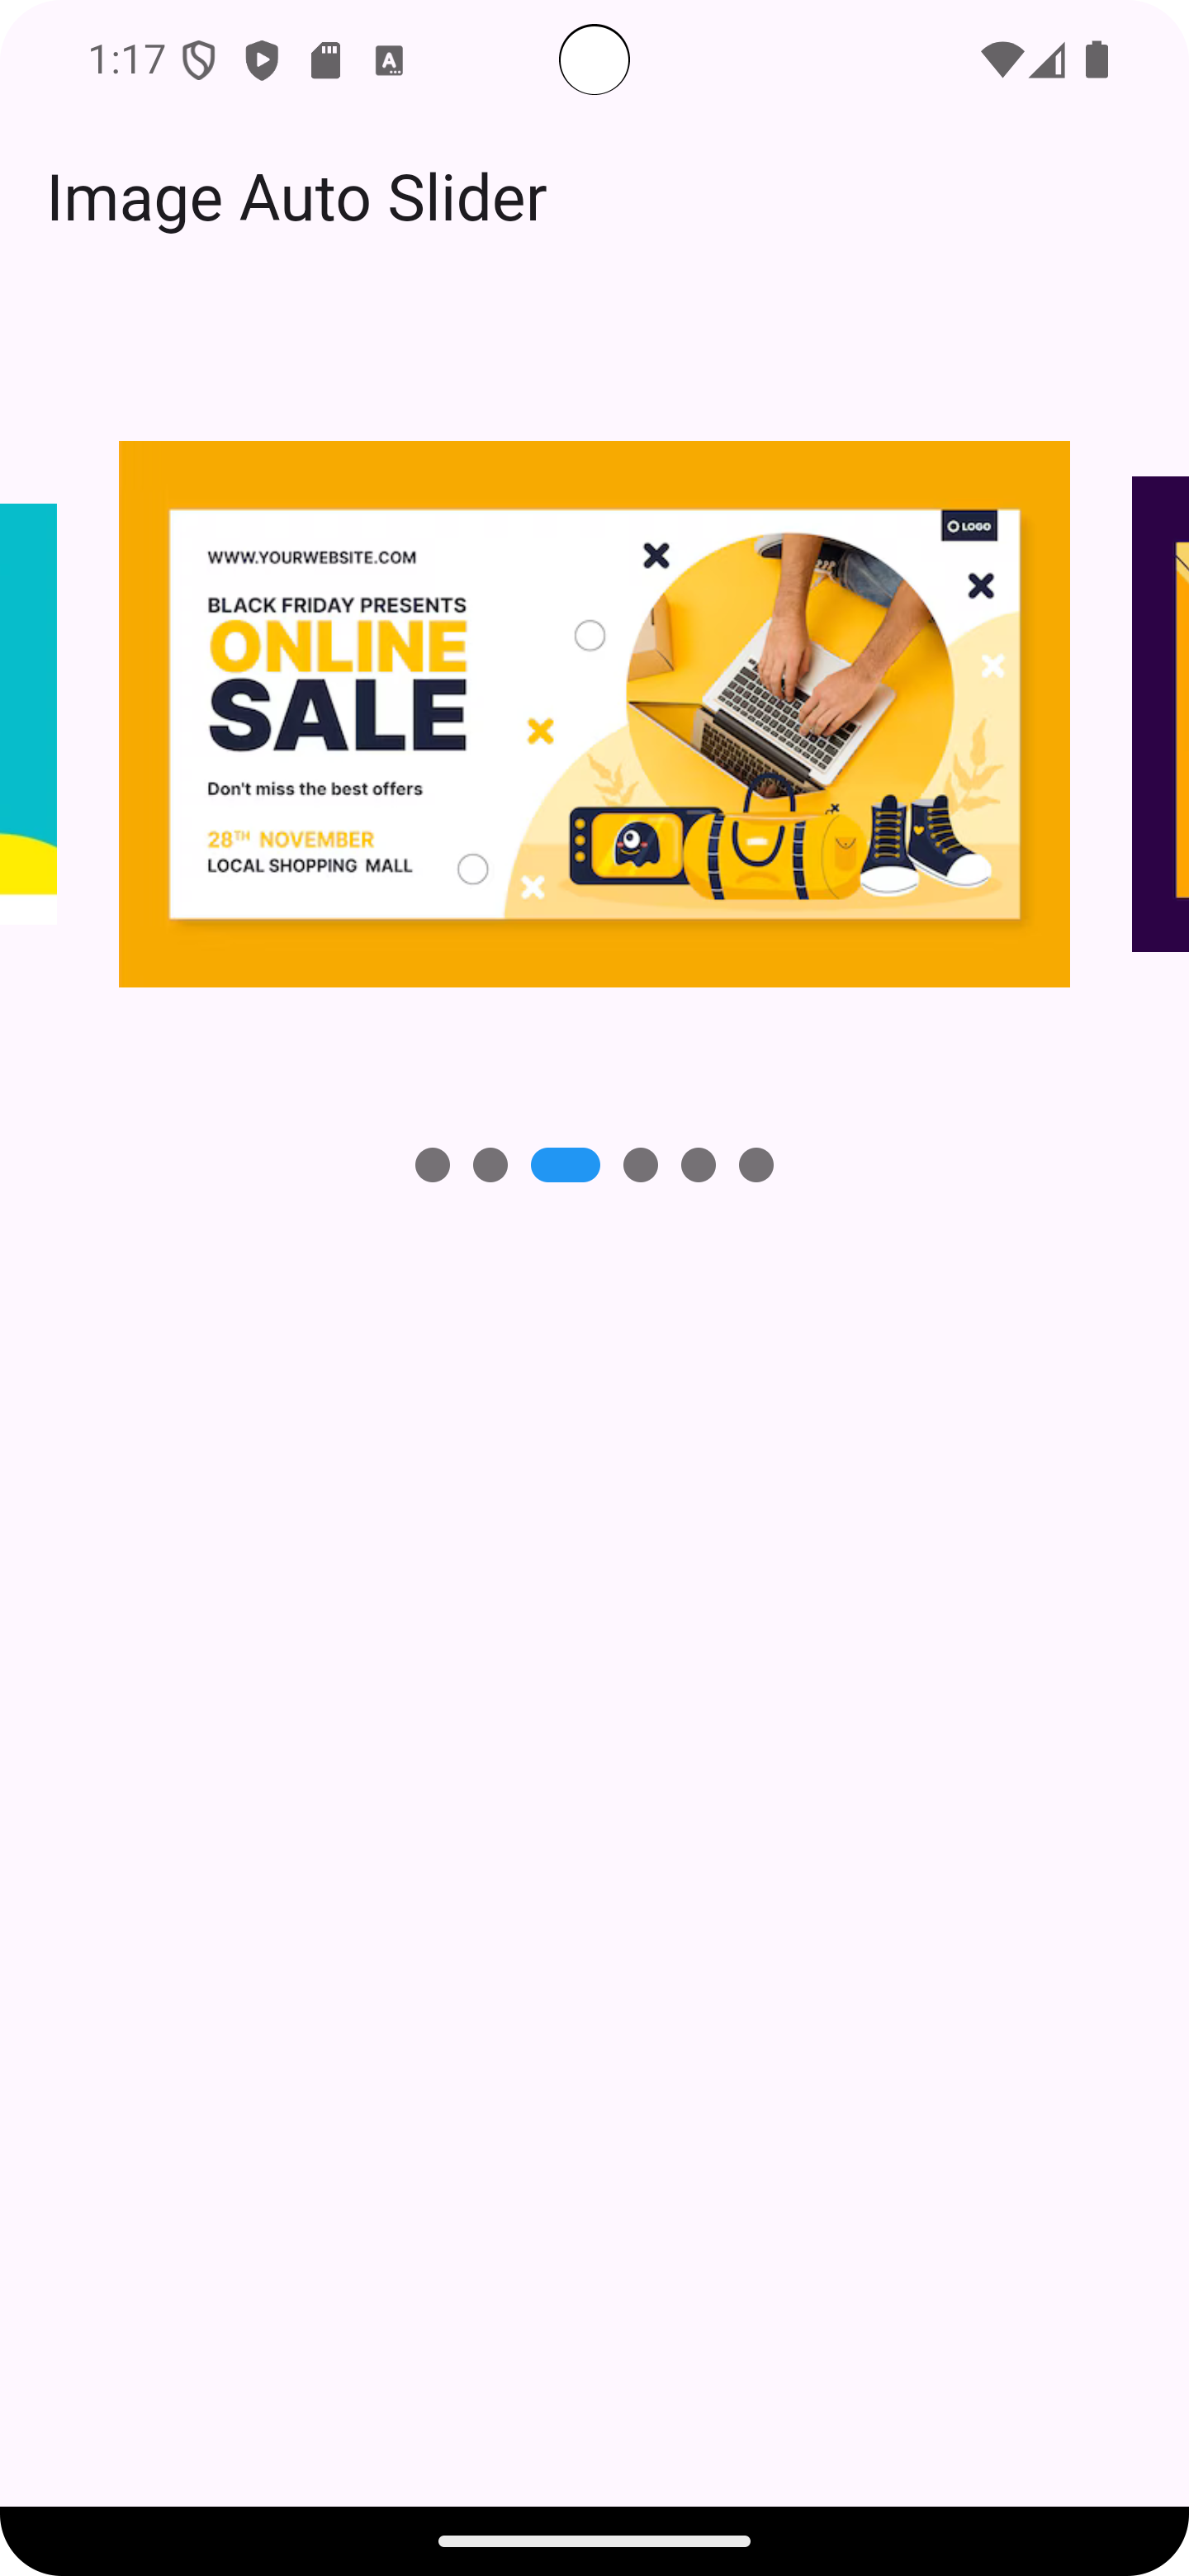 1:17
Image Auto Slider
LOGO
WWW.YOURWEBSITE.COM
BLACK FRIDAY PRESENTS
ONLINE
SALE
Don't miss the best offers
28TH NOVEMBER
LOCAL SHOPPING MALL